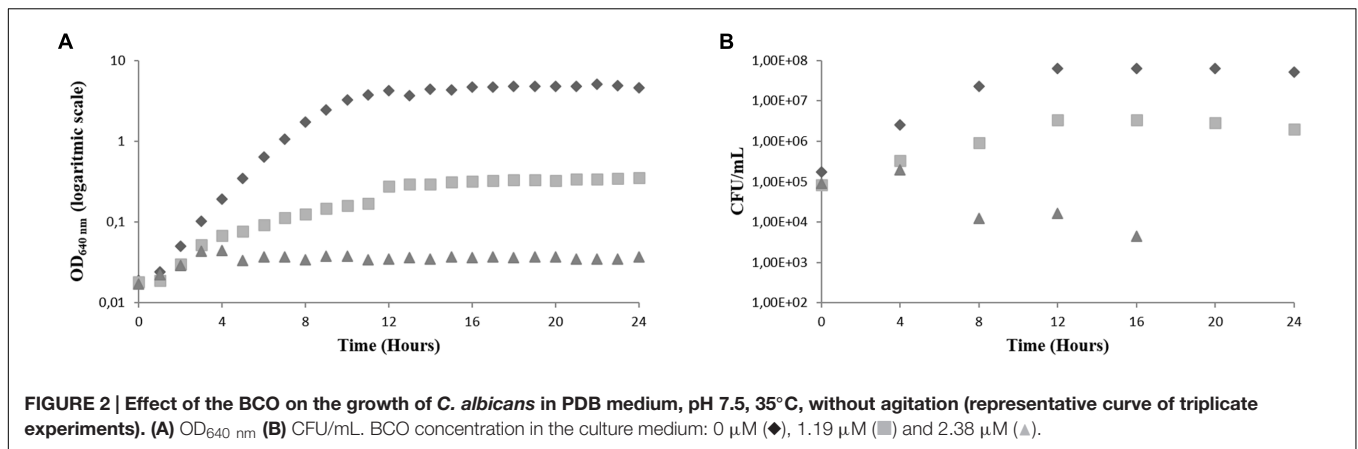 A
OD640 nm (logaritmic scale)
10
1
0,1
0,01
0 4 8 12 16 20 24
Time (Hours)
B
CFU/mL
1,00E+08
1,00E+07
1,00E+06
1,00E+05
1,00E+04
1,00E+03
1,00E+02
0 4 8 12 16 20 24
Time (Hours)
FIGURE 2 | Effect of the BCO on the growth of C. albicans in PDB medium, pH 7.5, 35°C, without agitation (representative curve of triplicate
experiments). (A) OD640 nm (B) CFU/mL. BCO concentration in the culture medium: 0 μM (◆), 1.19 μM (■) and 2.38 μM (▲).